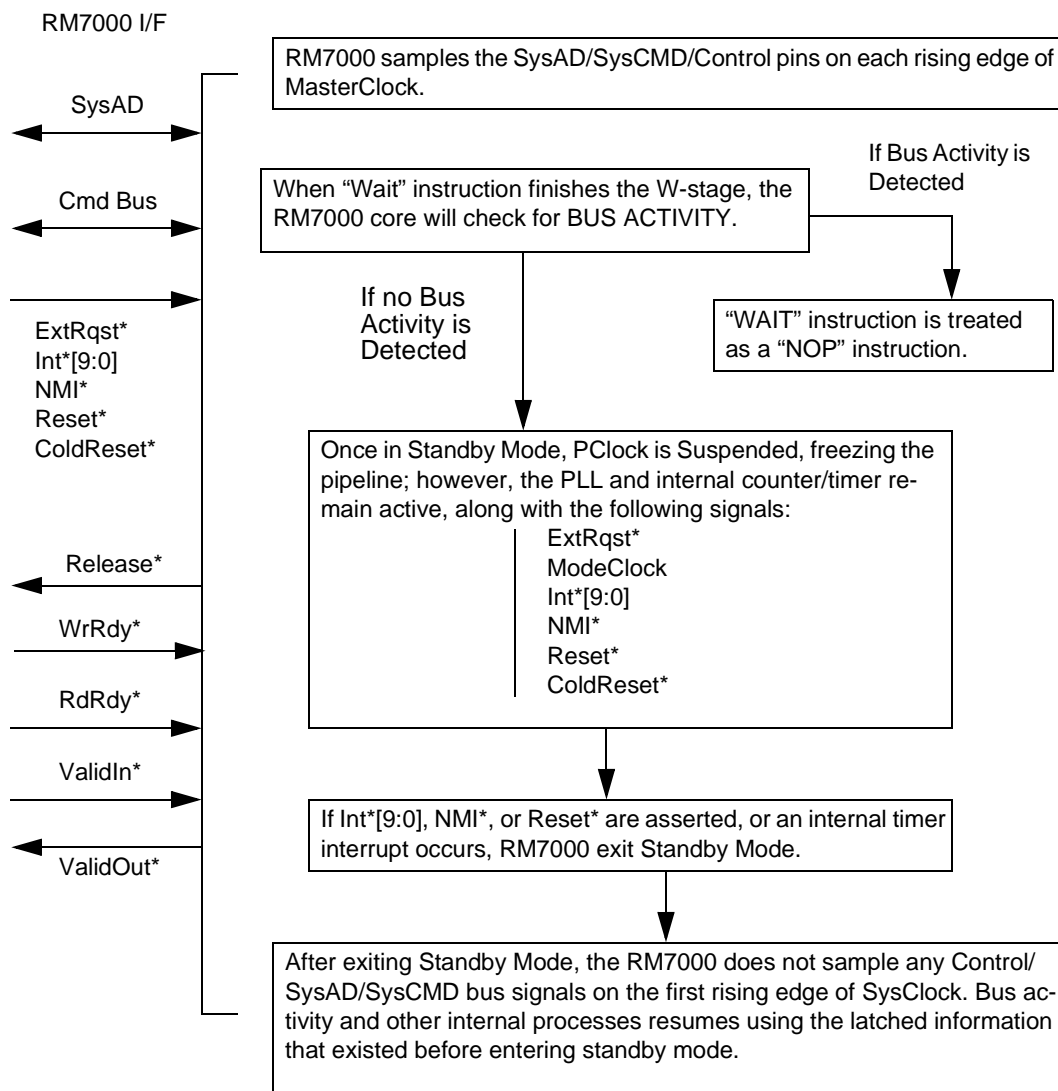 RM7000 I/F
RM7000 samples the SysAD/SysCMD/Control pins on each rising edge of
MasterClock.
SysAD
If Bus Activity is
Detected
When “Wait” instruction finishes the W-stage, the
RM7000 core will check for BUS ACTIVITY.
Cmd Bus
If no Bus
Activity is
Detected
“WAIT” instruction is treated
as a “NOP” instruction.
ExtRqst*
Int*[9:0]
NMI*
Reset*
ColdReset*
Once in Standby Mode, PClock is Suspended, freezing the
pipeline; however, the PLL and internal counter/timer re-
main active, along with the following signals:
ExtRqst*
ModeClock
Int*[9:0]
NMI*
Reset*
ColdReset*
Release*
WrRdy*
RdRdy*
ValidIn*
ValidOut*
If Int*[9:0], NMI*, or Reset* are asserted, or an internal timer
interrupt occurs, RM7000 exit Standby Mode.
After exiting Standby Mode, the RM7000 does not sample any Control/
SysAD/SysCMD bus signals on the first rising edge of SysClock. Bus ac-
tivity and other internal processes resumes using the latched information
that existed before entering standby mode.